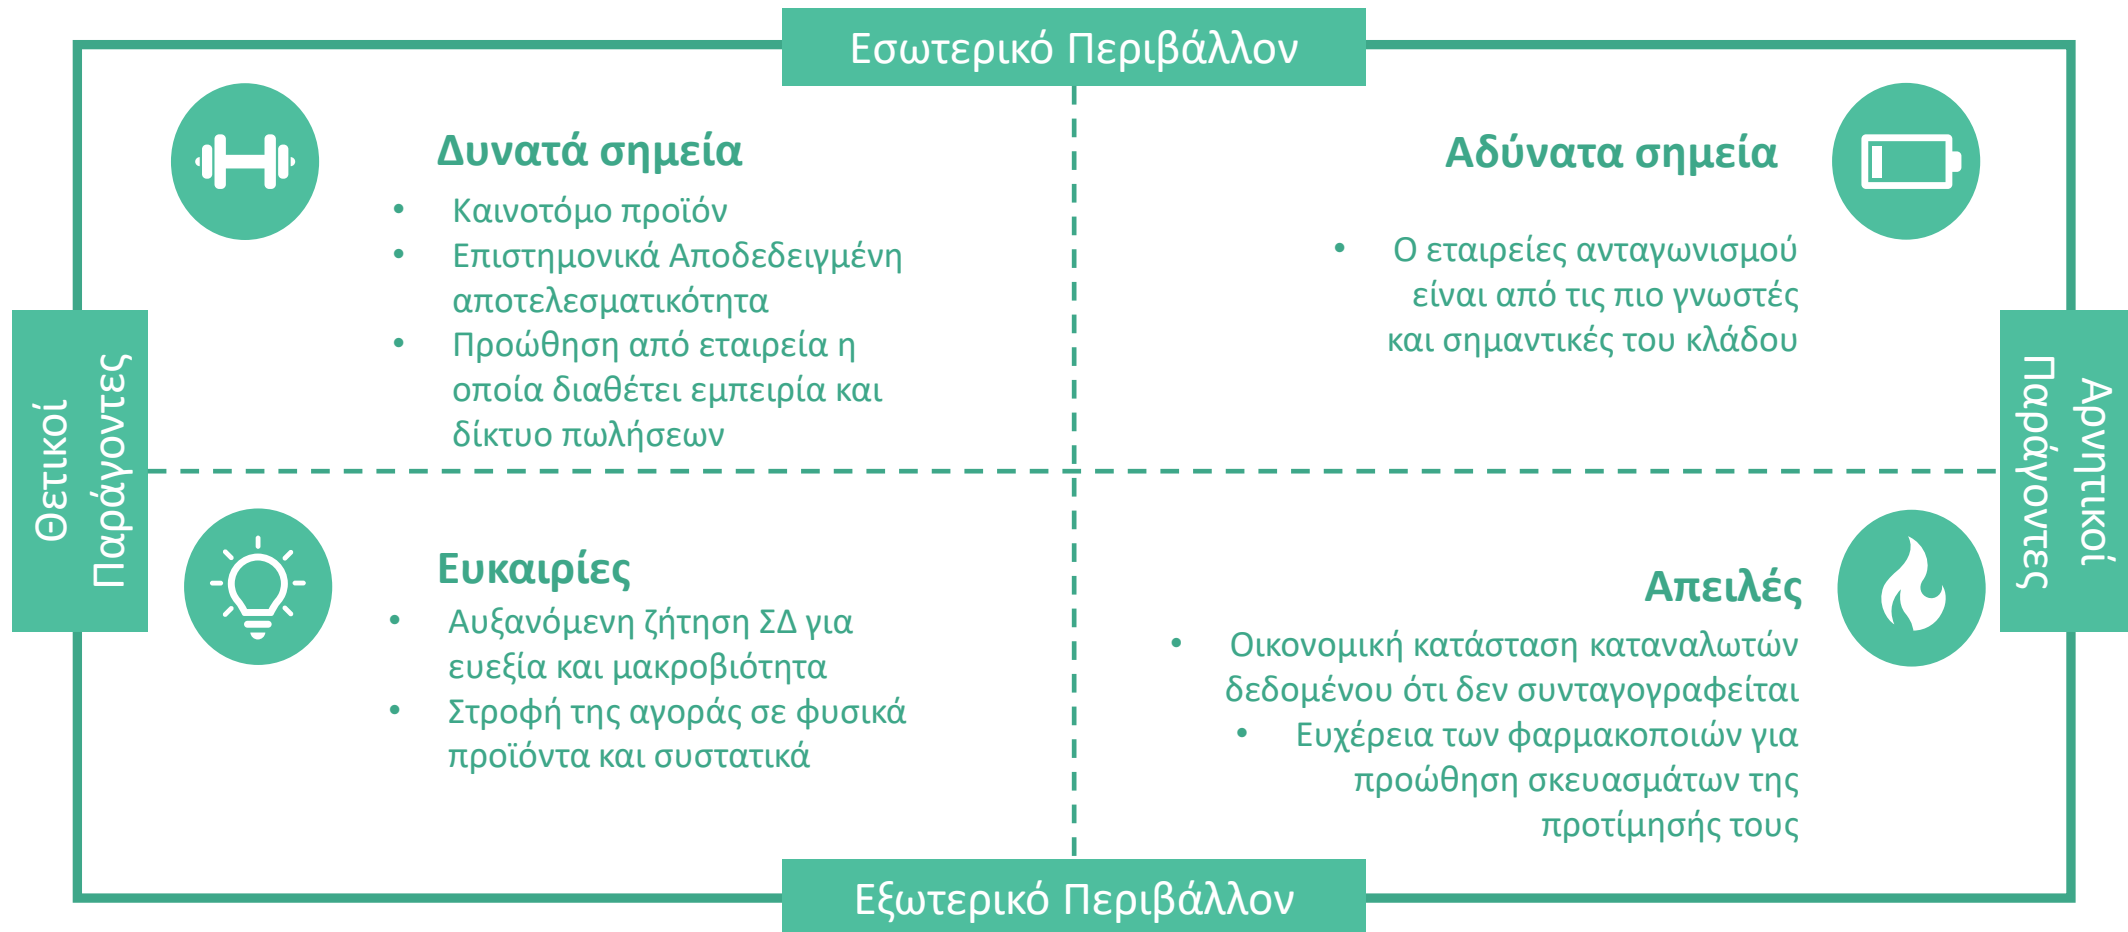 Εσωτερικό Περιβάλλον
Θετικοί
Παράγοντες
Δυνατά σημεία
• Καινοτόμο προϊόν
• Επιστημονικά Αποδεδειγμένη
αποτελεσματικότητα
• Προώθηση από εταιρεία η
οποία διαθέτει εμπειρία και
δίκτυο πωλήσεων
Αδύνατα σημεία
• Ο εταιρείες ανταγωνισμού
είναι από τις πιο γνωστές
και σημαντικές του κλάδου
Αρνητικοί
Παράγοντες
Ευκαιρίες
• Αυξανόμενη ζήτηση ΣΔ για
ευεξία και μακροβιότητα
• Στροφή της αγοράς σε φυσικά
προϊόντα και συστατικά
Απειλές
• Οικονομική κατάσταση καταναλωτών
δεδομένου ότι δεν συνταγογραφείται
• Ευχέρεια των φαρμακοποιών για
προώθηση σκευασμάτων της
προτίμησής τους
Εξωτερικό Περιβάλλον